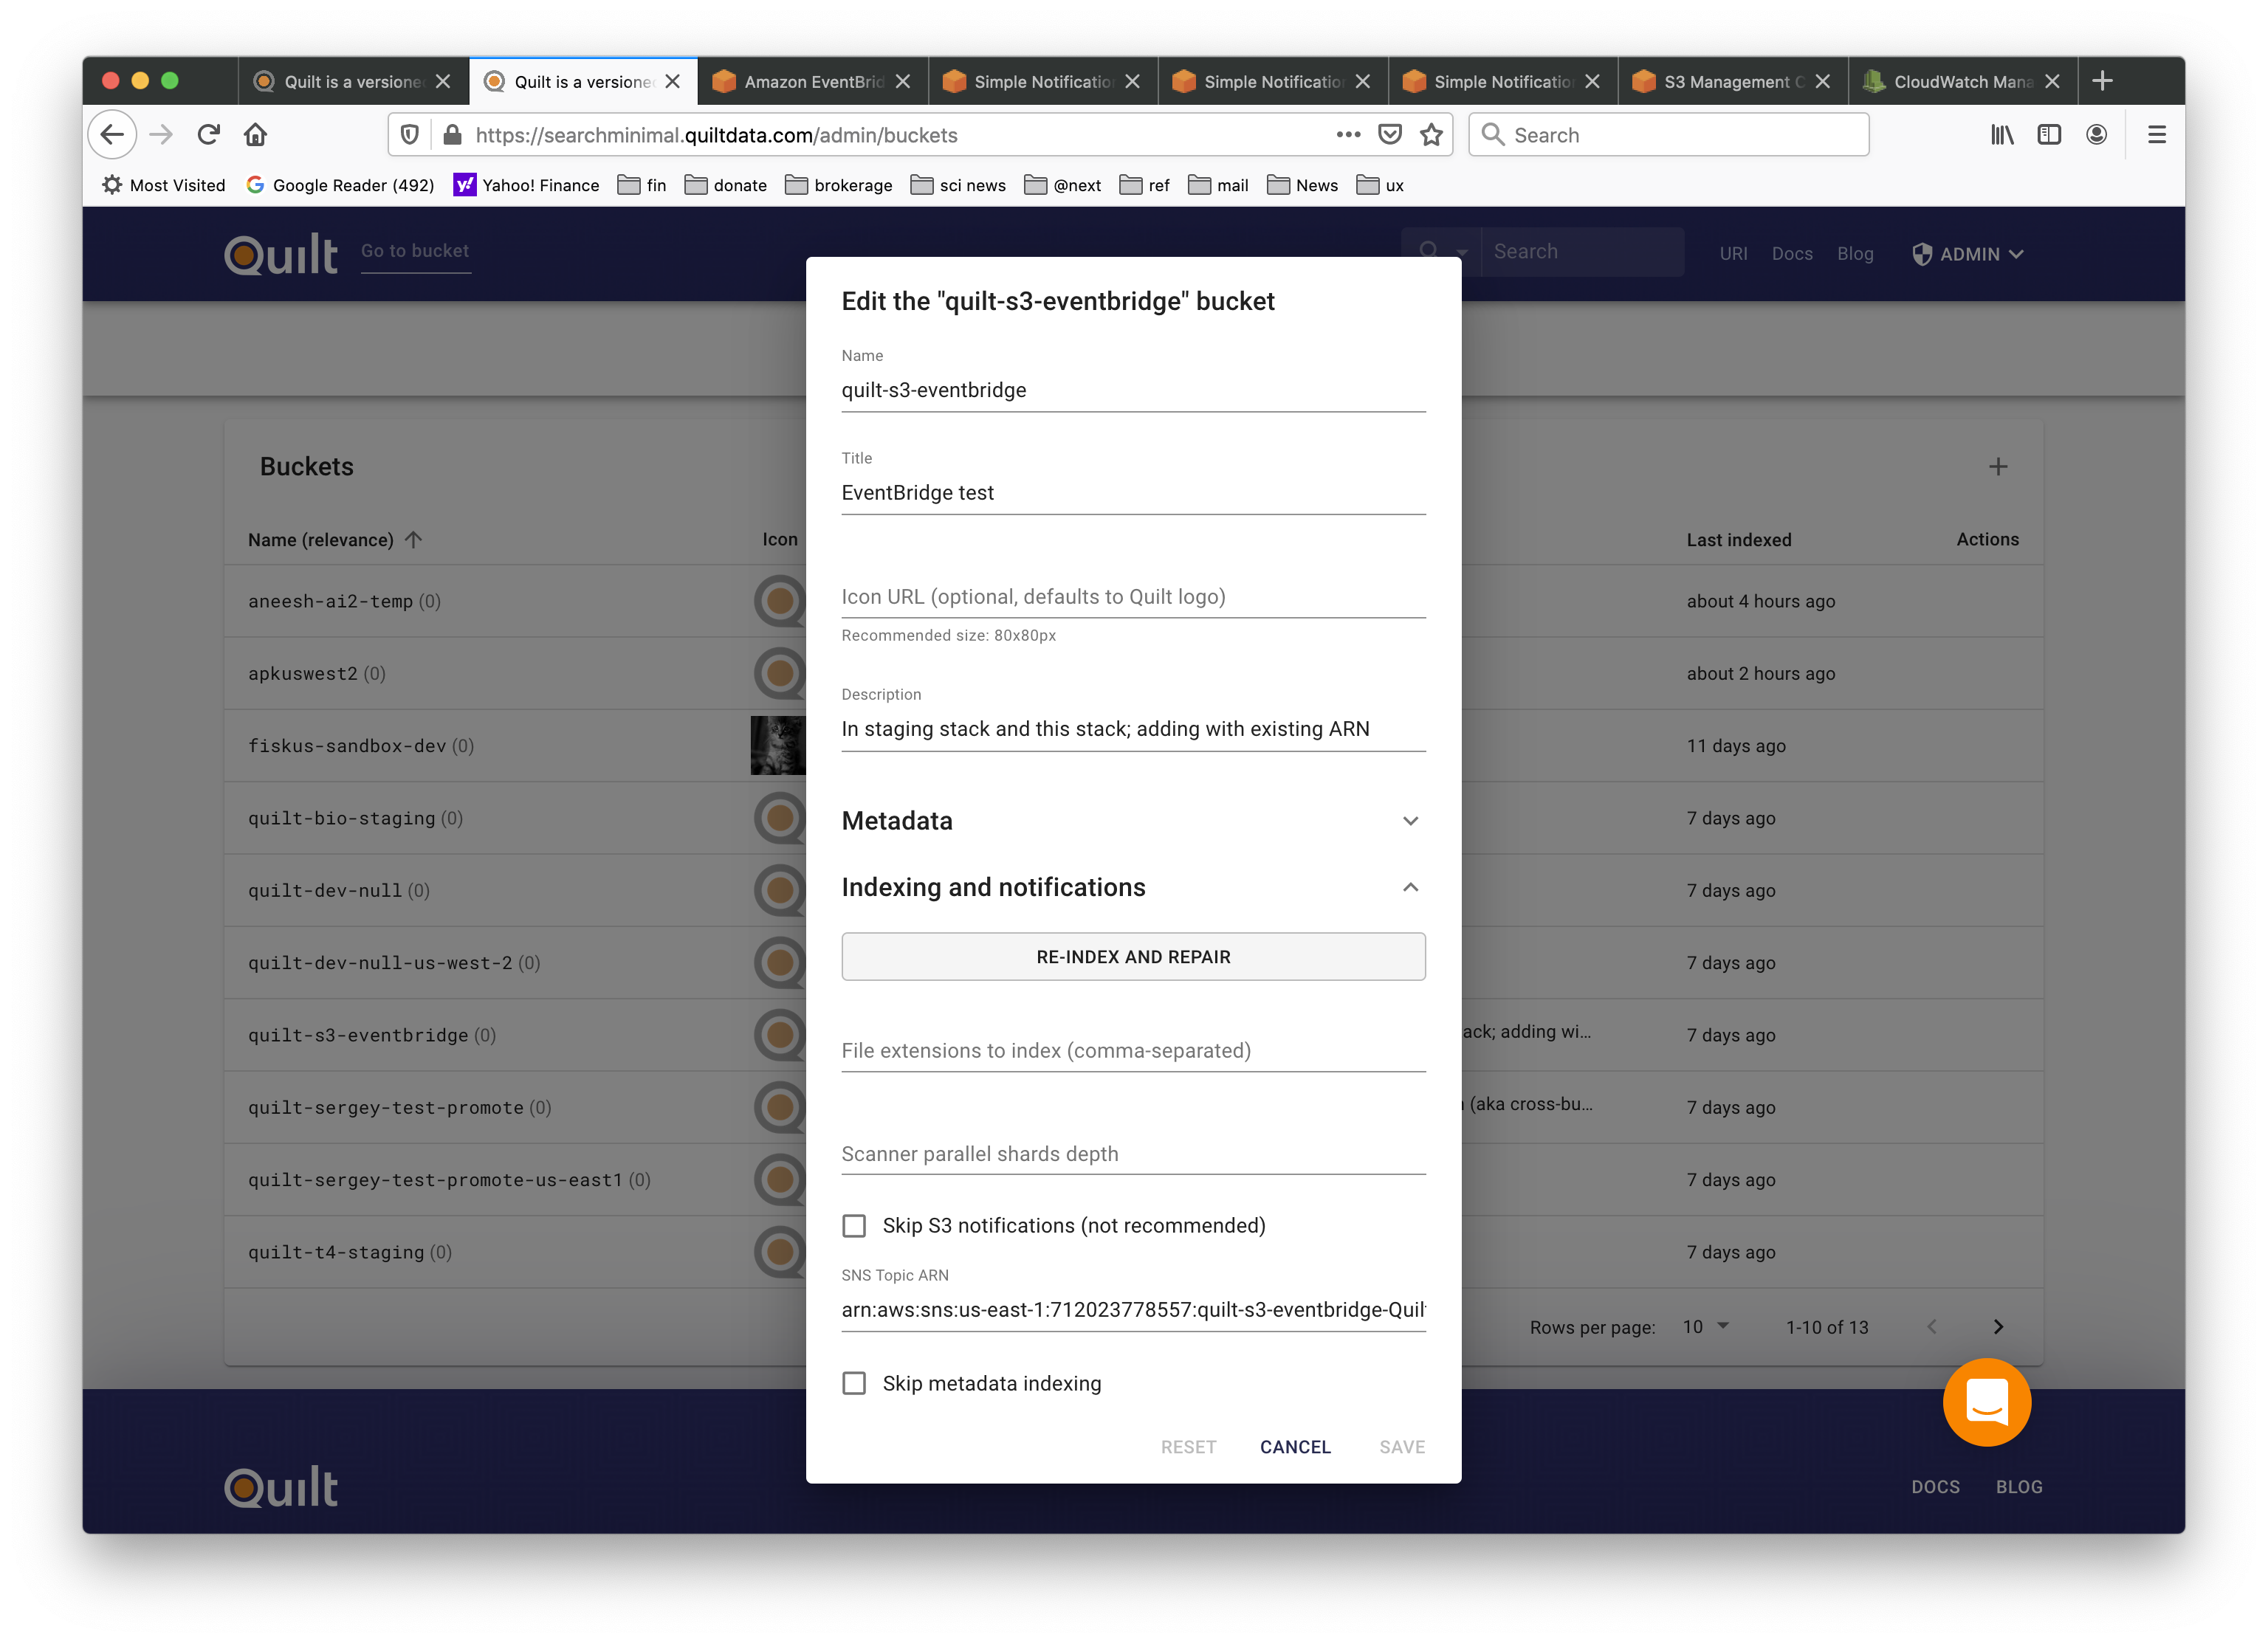 Quilt is a versione
Quilt is a versione
Amazon EventBrid
Simple Notificatio
Simple Notificatio
Simple Notificatio
S3 Management C
CloudWatch Mana
https://searchminimal.quiltdata.com/admin/buckets
Search
Most Visited
Google Reader (492)
Yahoo! Finance
fin
donate
brokerage
sci news
@next
ref
mail
News
ux
Quilt
Go to bucket
Search
URI
Docs
Blog
ADMIN
Edit the "quilt-s3-eventbridge" bucket
Name
quilt-s3-eventbridge
Title
EventBridge test
Icon URL (optional, defaults to Quilt logo)
Recommended size: 80x80px
Description
In staging stack and this stack; adding with existing ARN
Metadata
Indexing and notifications
RE-INDEX AND REPAIR
File extensions to index (comma-separated)
Scanner parallel shards depth
Skip S3 notifications (not recommended)
SNS Topic ARN
arn:aws:sns:us-east-1:712023778557:quilt-s3-eventbridge-Quil
Skip metadata indexing
RESET
CANCEL
SAVE
Buckets
Name (relevance)
Icon
Last indexed
Actions
aneesh-ai2-temp (0)
about 4 hours ago
apkuswest2 (0)
about 2 hours ago
fiskus-sandbox-dev (0)
11 days ago
quilt-bio-staging (0)
7 days ago
quilt-dev-null (0)
7 days ago
quilt-dev-null-us-west-2 (0)
7 days ago
quilt-s3-eventbridge (0)
ack; adding wi...
7 days ago
quilt-sergey-test-promote (0)
(aka cross-bu...
7 days ago
quilt-sergey-test-promote-us-east1 (0)
7 days ago
quilt-t4-staging (0)
7 days ago
Rows per page:
10
1-10 of 13
Quilt
DOCS
BLOG